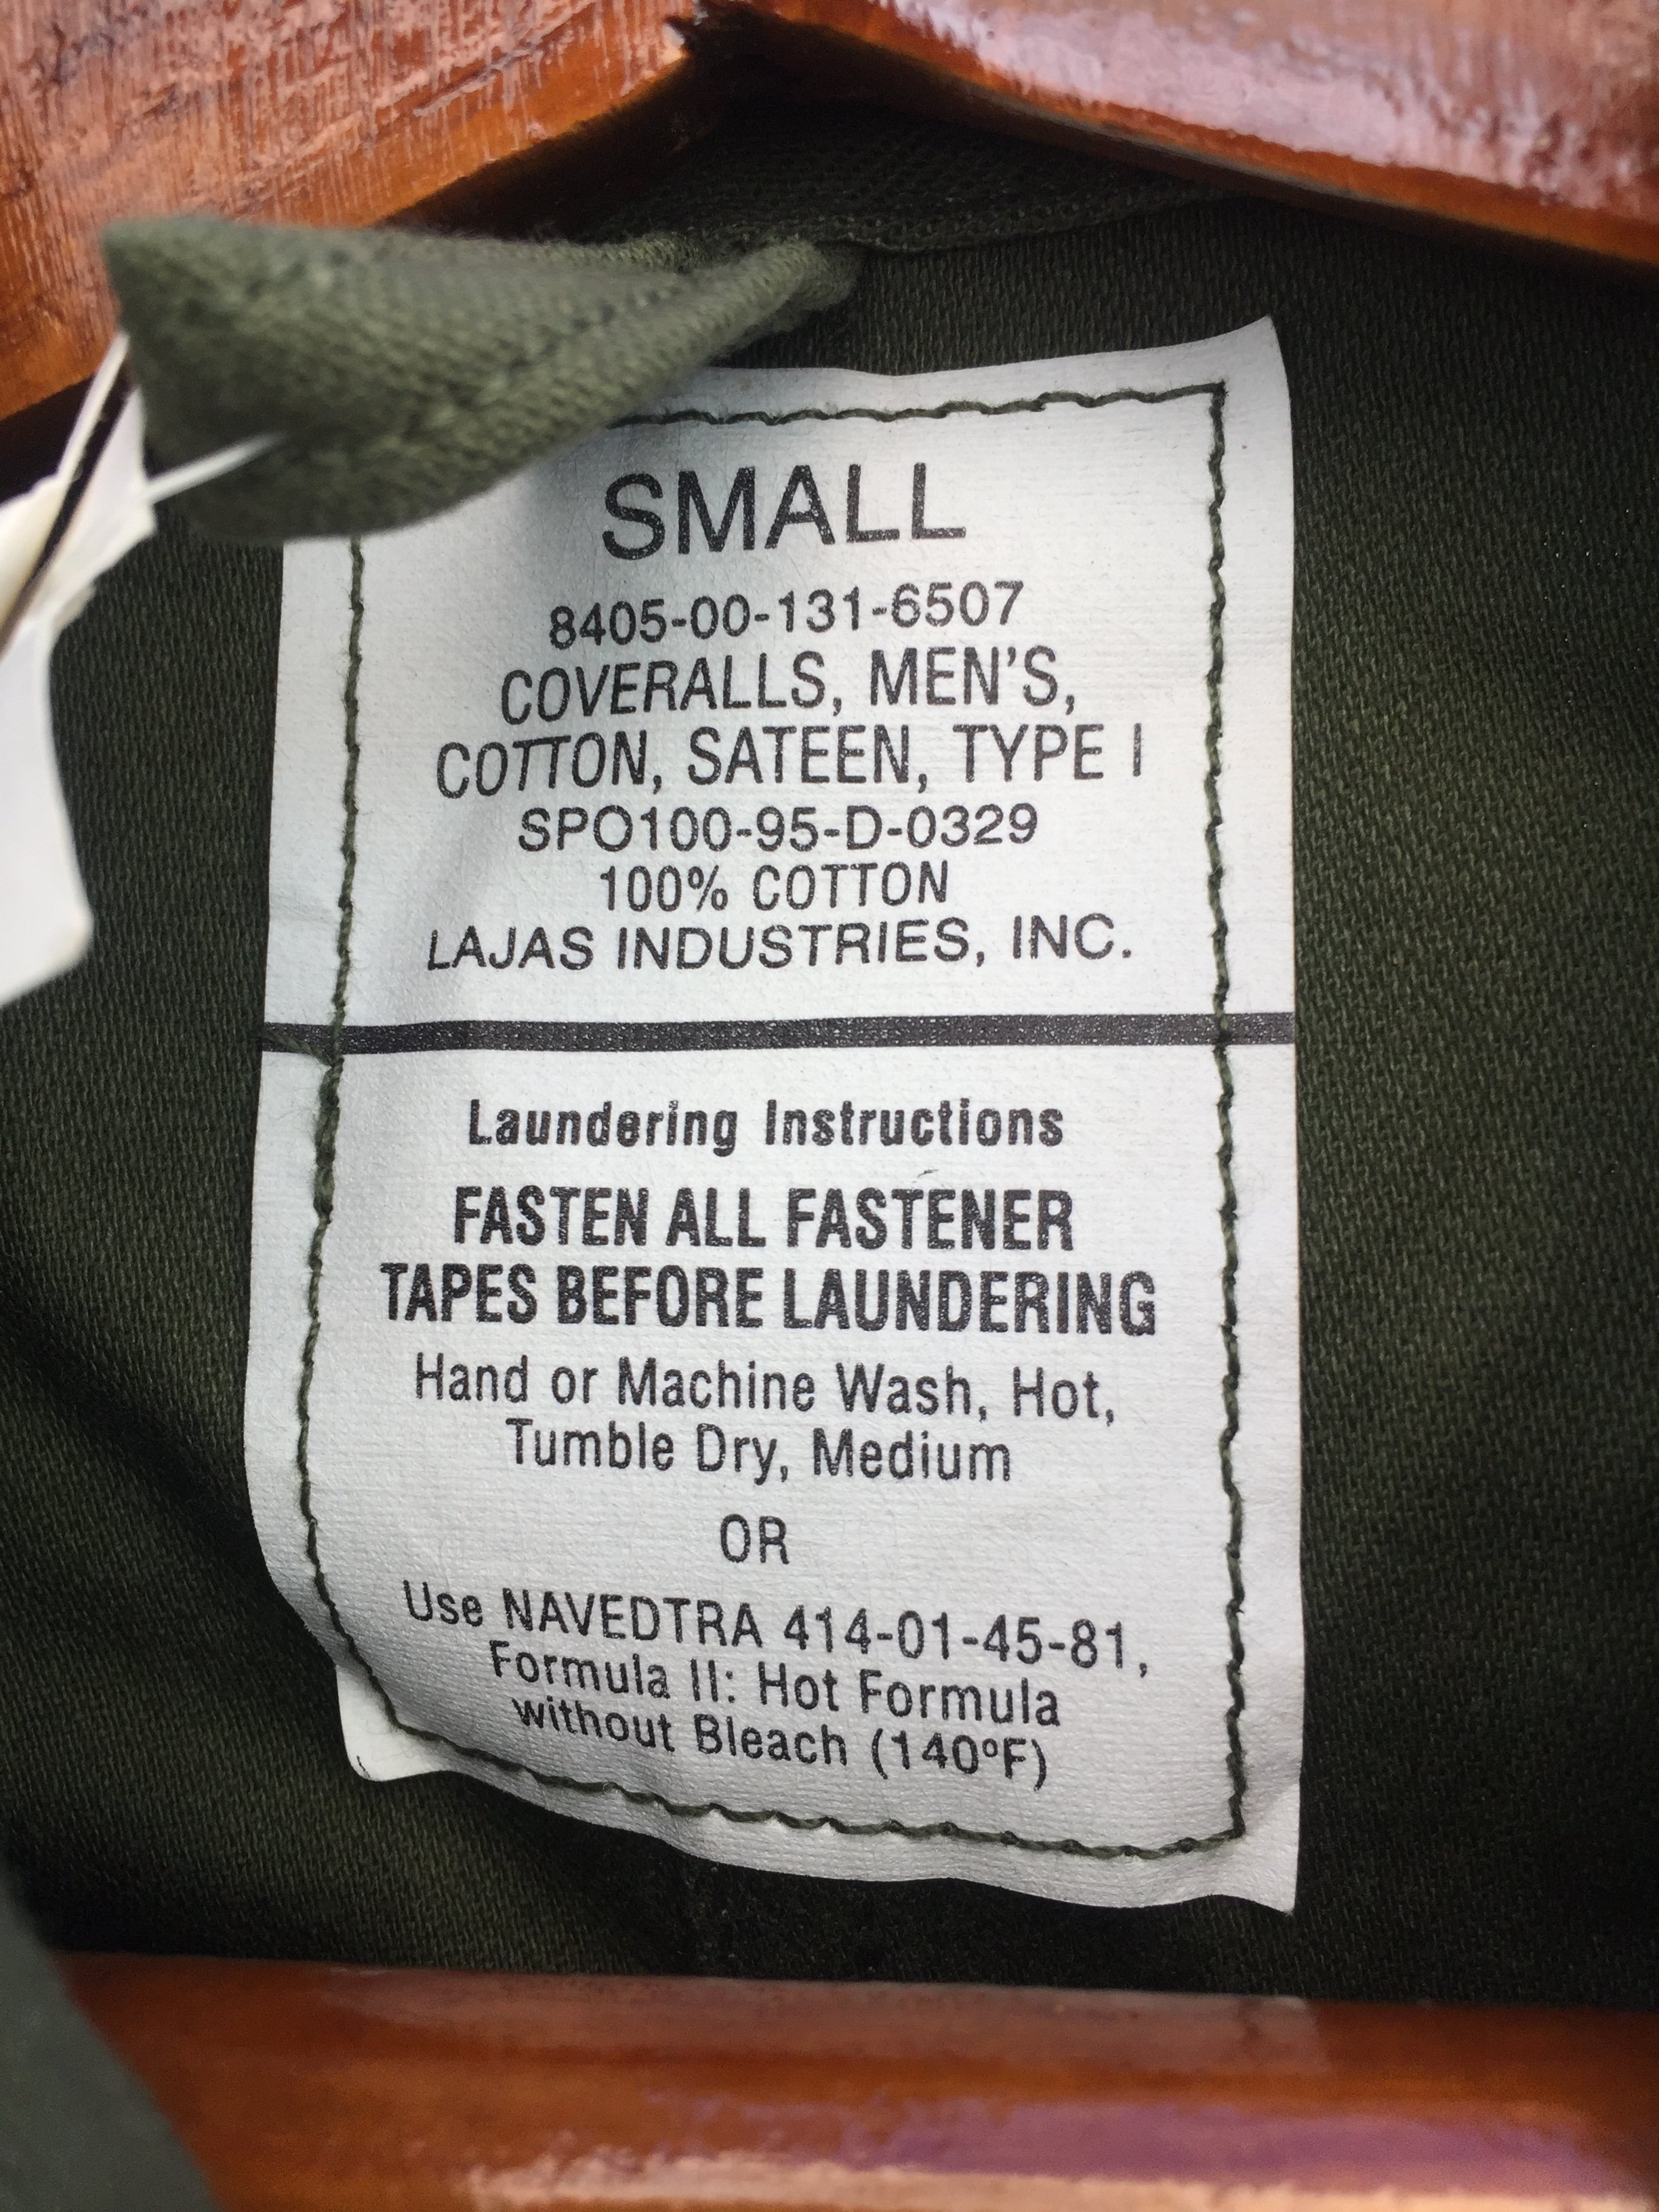 SMALL
8405-00-131-6507
COVERALLS, MEN'S,
COTTON, SATEEN, TYPE I
SPO100-95-D-0329
100% COTTON
LAJAS INDUSTRIES, INC.
Laundering Instructions
FASTEN ALL FASTENER
TAPES BEFORE LAUNDERING
Hand or Machine Wash, Hot,
Tumble Dry, Medium
OR
Use NAVEDTRA 414-01-45-81,
Formula II: Hot Formula
without Bleach (140ºF)